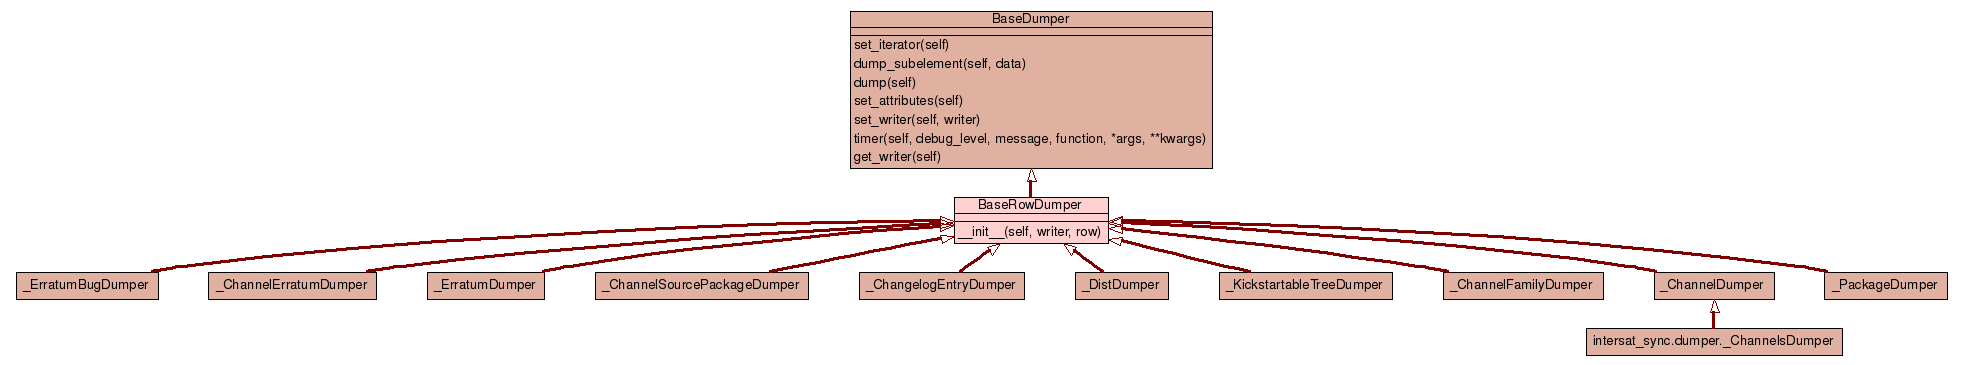 BaseDumper
set_iterator(self)
dump_subelement(self, data)
dump(self)
set_attributes(self)
set_writer(self, writer)
timer(self, debug_level, message, function, *args, **kwargs)
get_writer(self)
BaseRowDumper
__init__(self, writer, row)
_ErratumBugDumper
_ChannelErratumDumper
_ErratumDumper
_ChannelSourcePackageDumper
_ChangelogEntryDumper
_DistDumper
_KickstartableTreeDumper
_ChannelFamilyDumper
_ChannelDumper
_PackageDumper
intersat_sync.dumper._ChannelsDumper